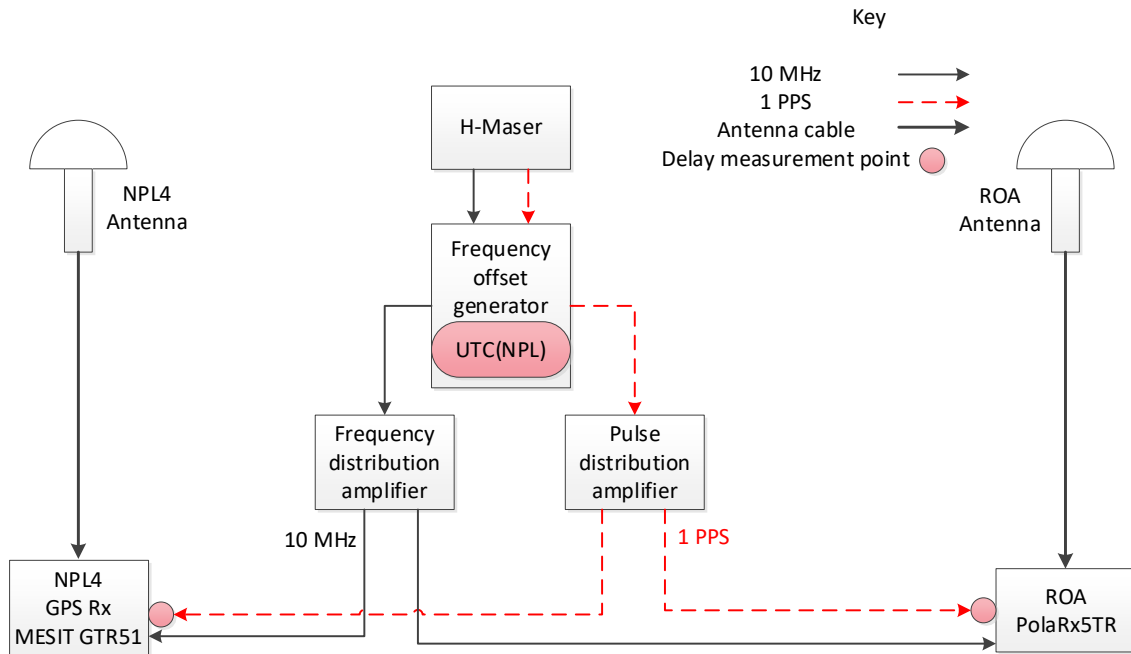 Key
10 MHz
1 PPS
Antenna cable
Delay measurement point
H-Maser
NPL4
Antenna
ROA
Antenna
Frequency
offset
generator
UTC(NPL)
Frequency
distribution
amplifier
Pulse
distribution
amplifier
10 MHz
1 PPS
NPL4
GPS Rx
MESIT GTR51
ROA
PolaRx5TR